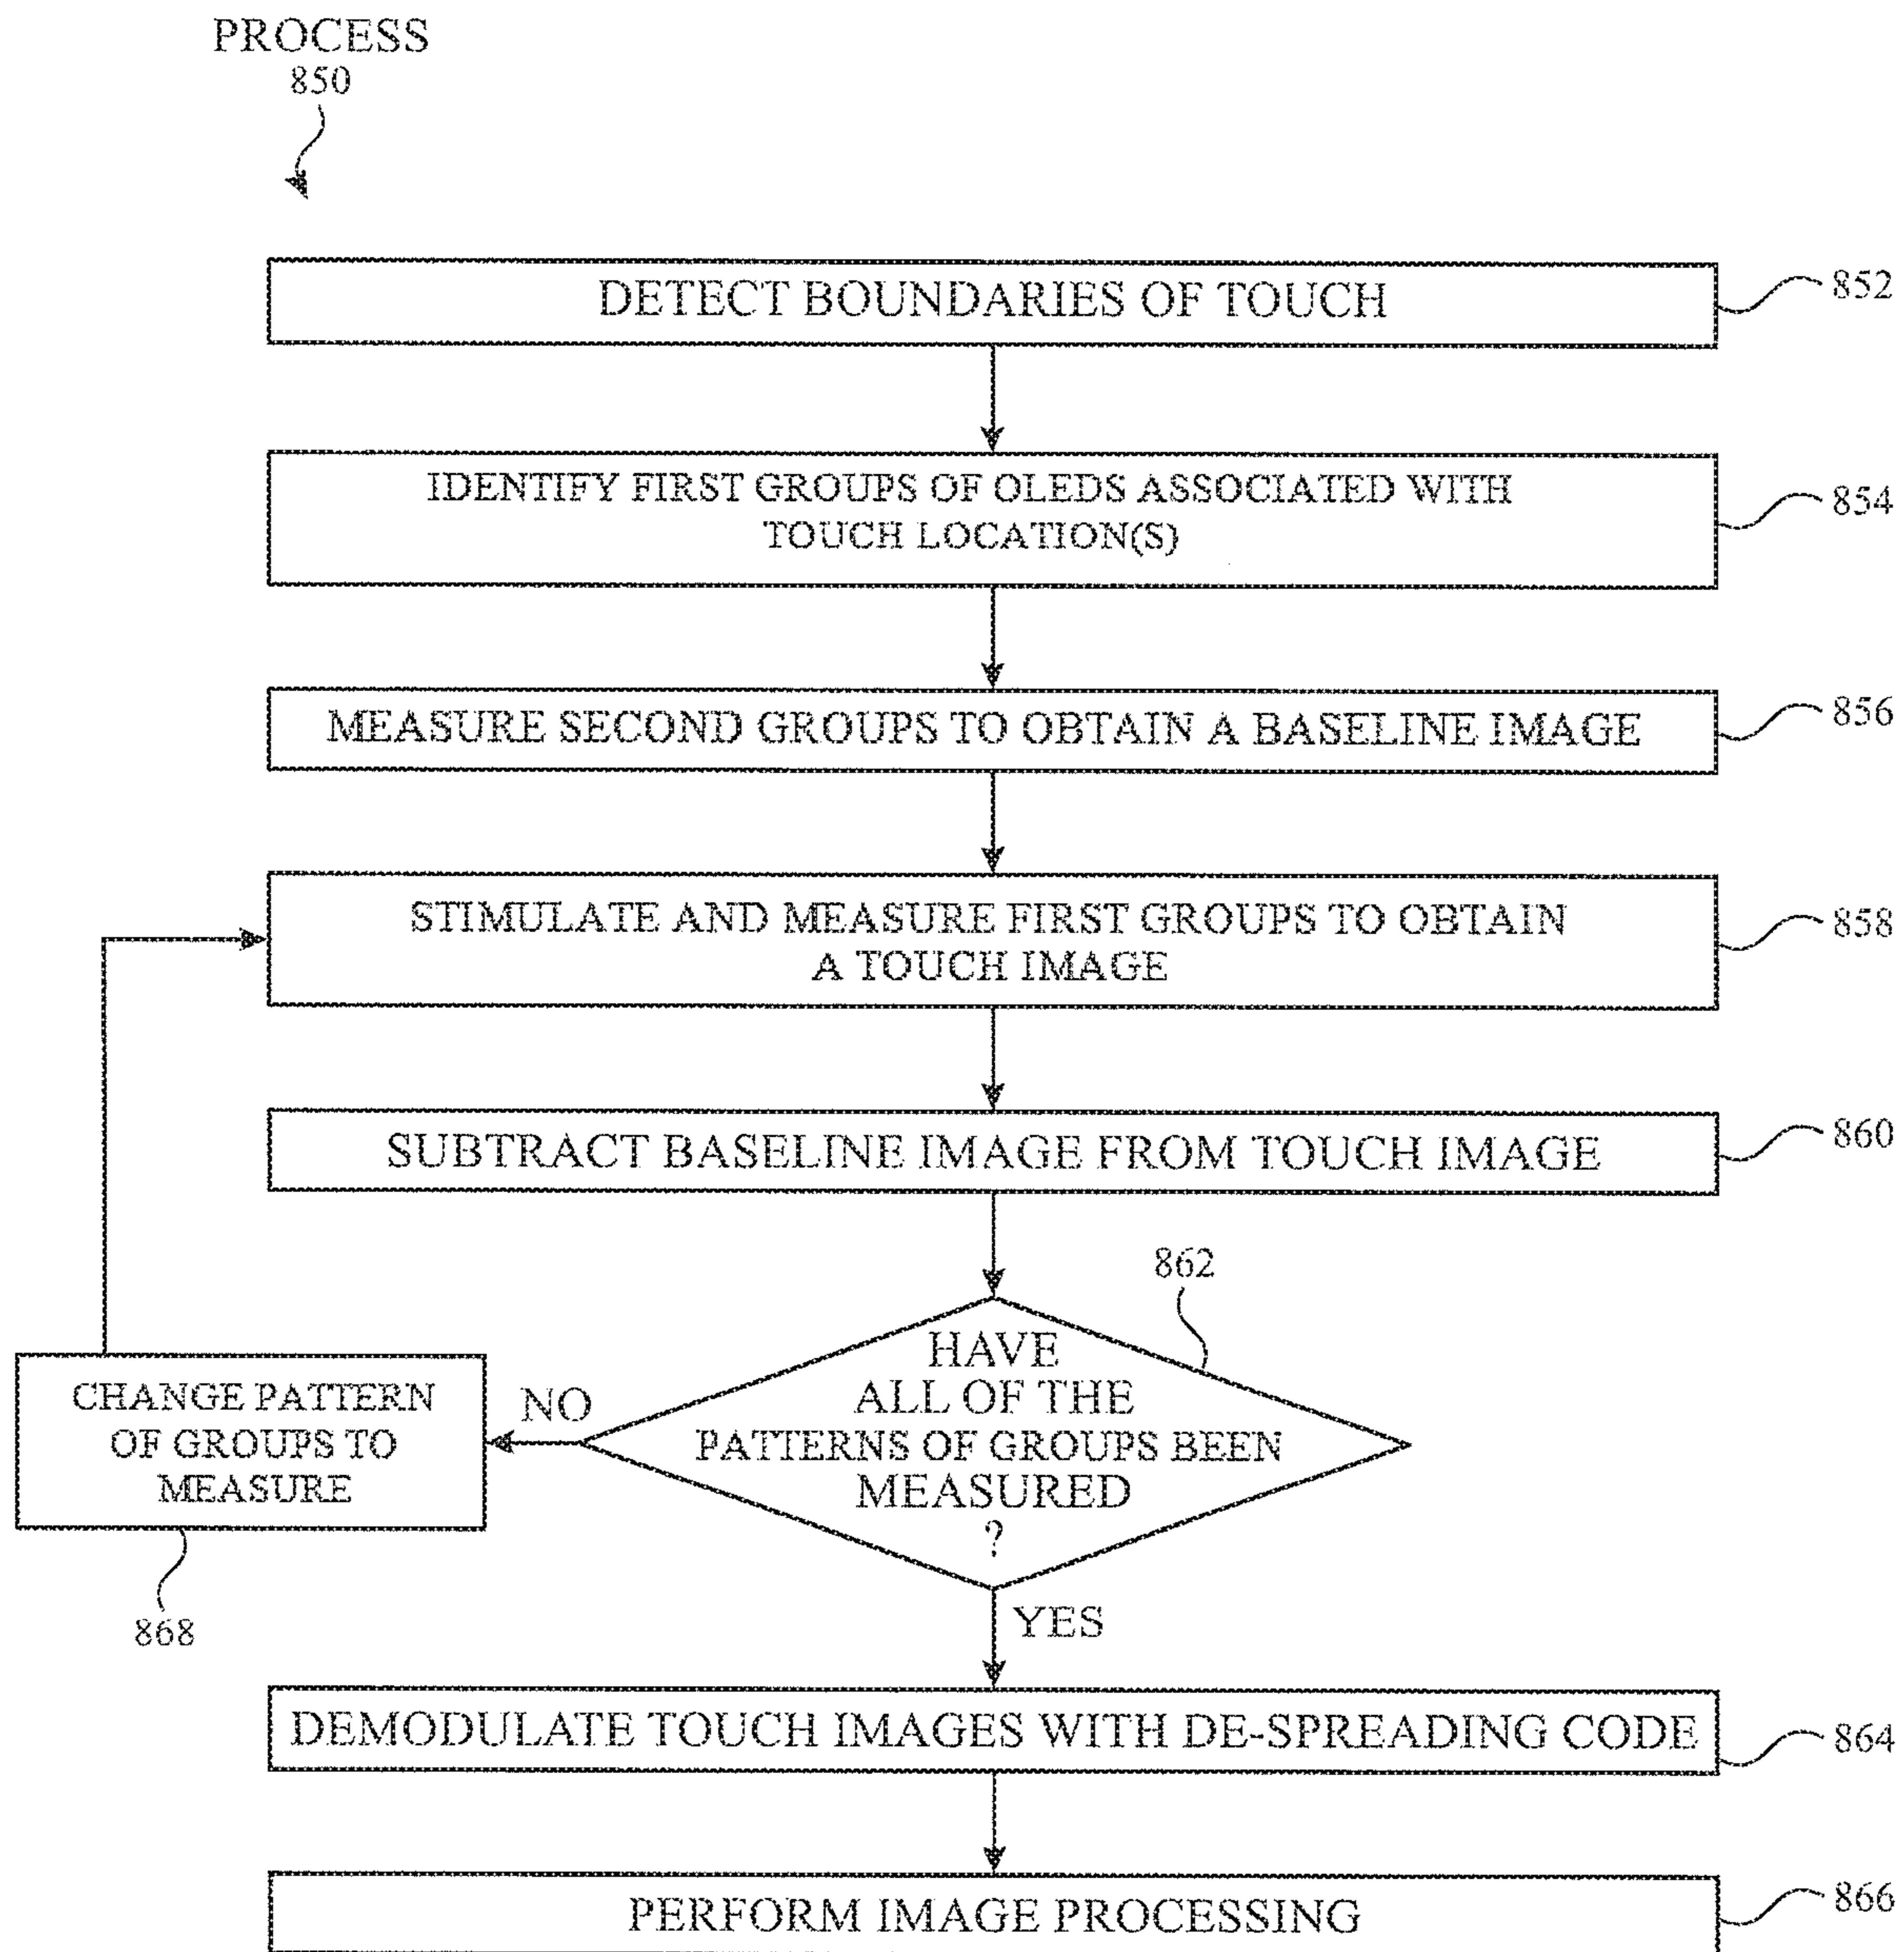 PROCESS
850
DETECT BOUNDARIES OF TOUCH
852
IDENTIFY FIRST GROUPS OF OLEDS ASSOCIATED WITH
TOUCH LOCATION(S)
854
MEASURE SECOND GROUPS TO OBTAIN A BASELINE IMAGE
856
STIMULATE AND MEASURE FIRST GROUPS TO OBTAIN
A TOUCH IMAGE
858
SUBTRACT BASELINE IMAGE FROM TOUCH IMAGE
860
862
HAVE
ALL OF THE
PATTERNS OF GROUPS BEEN
MEASURED
?
NO
CHANGE PATTERN
OF GROUPS TO
MEASURE
868
YES
DEMODULATE TOUCH IMAGES WITH DE-SPREADING CODE
864
PERFORM IMAGE PROCESSING
866